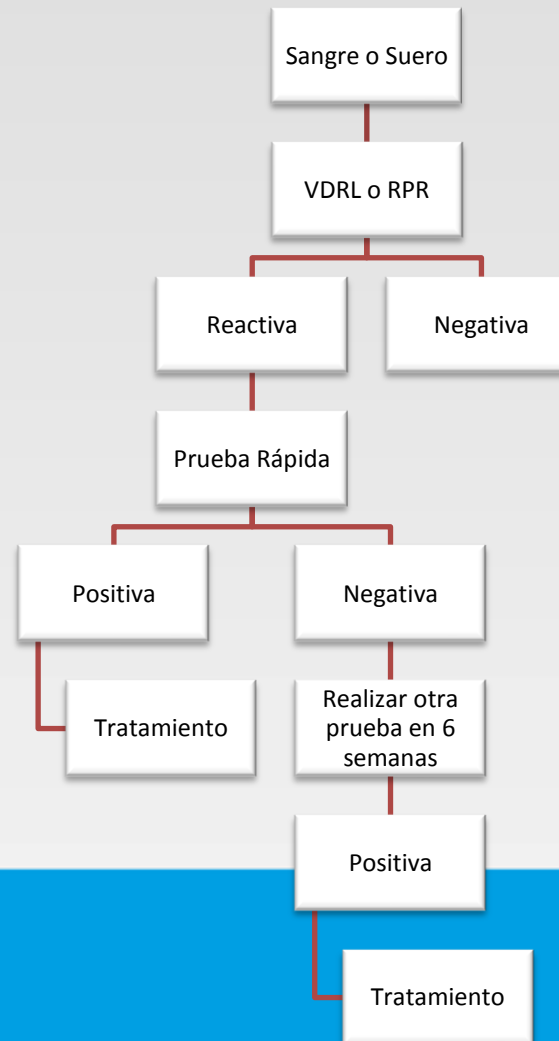 Sangre o Suero
VDRL o RPR
Reactiva
Negativa
Prueba Rápida
Positiva
Negativa
Tratamiento
Realizar otra
prueba en 6
semanas
Positiva
Tratamiento